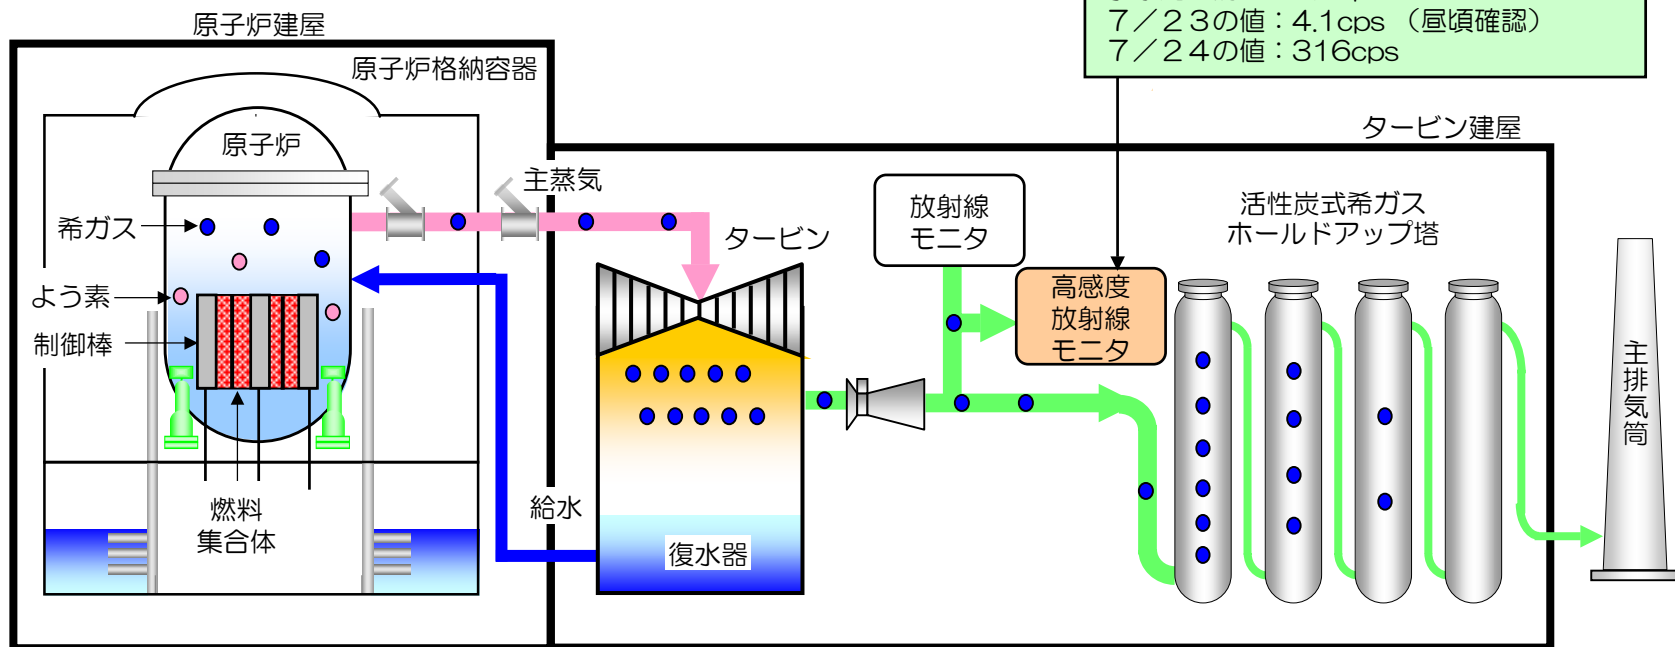 7／23の値：4.1cps （昼頃確認）
7／24の値：316cps
原子炉建屋
原子炉格納容器
原子炉
主蒸気
希ガス
よう素
制御棒
燃料
集合体
給水
タービン
復水器
タービン建屋
放射線
モニタ
高感度
放射線
モニタ
活性炭式希ガス
ホールドアップ塔
主排気筒